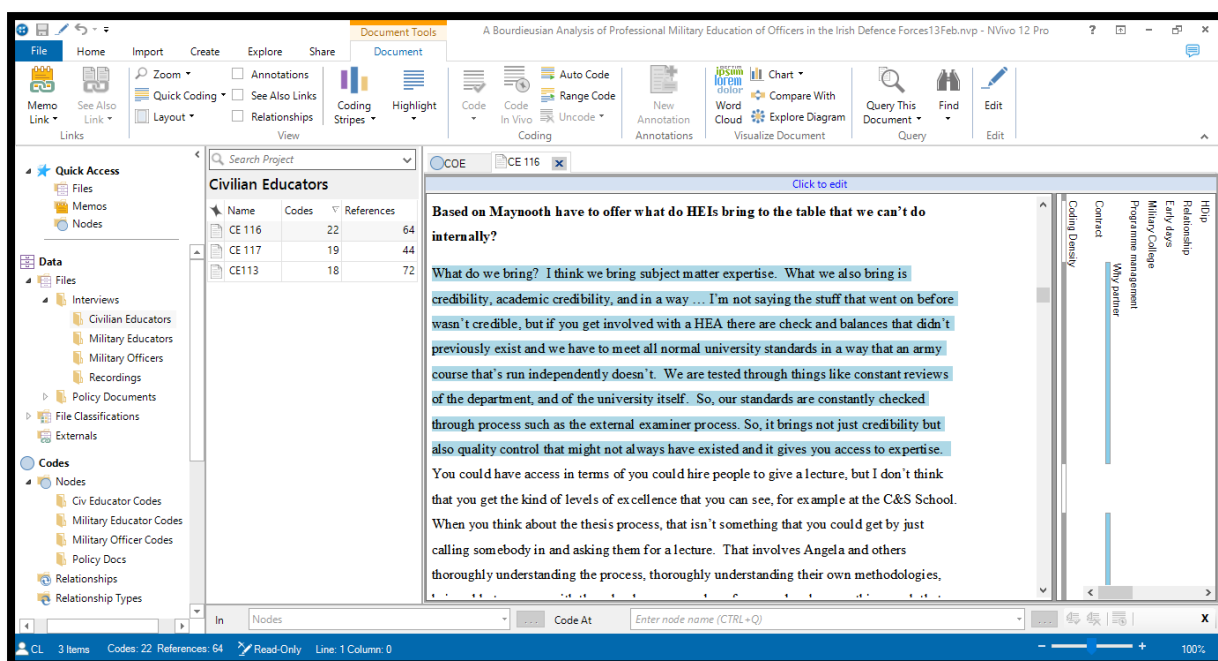 Document Tools
A Bourdieusian Analysis of Professional Military Education of Officers in the Irish Defence Forces13Feb.nvp - NVivo 12 Pro
File Home Import Create Explore Share Document
Memo Link
See Also Link
Links
Zoom
Quick Coding
Layout
Annotations
See Also Links
Relationships
View
Coding Stripes
Highlight
Code
Code In Vivo
Auto Code
Range Code
Uncode
Coding
New Annotation
Annotations
ipsum
lorem
dolor
Word Cloud
Chart
Compare With
Explore Diagram
Visualize Document
Query This Document
Find
Query
Edit
Edit
Quick Access
Files
Memos
Nodes
Data
Files
Interviews
Civilian Educators
Military Educators
Military Officers
Recordings
Policy Documents
File Classifications
Externals
Codes
Nodes
Civ Educator Codes
Military Educator Codes
Military Officer Codes
Policy Docs
Relationships
Relationship Types
Search Project
Civilian Educators
Name Codes References
CE 116 22 64
CE 117 19 44
CE113 18 72
COE CE 116
Click to edit
Based on Maynooth have to offer what do HEIs bring to the table that we can't do
internally?
What do we bring? I think we bring subject matter expertise. What we also bring is
credibility, academic credibility, and in a way … I'm not saying the stuff that went on before
wasn't credible, but if you get involved with a HEA there are check and balances that didn't
previously exist and we have to meet all normal university standards in a way that an army
course that's run independently doesn't. We are tested through things like constant reviews
of the department, and of the university itself. So, our standards are constantly checked
through process such as the external examiner process. So, it brings not just credibility but
also quality control that might not always have existed and it gives you access to expertise.
You could have access in terms of you could hire people to give a lecture, but I don't think
that you get the kind of levels of excellence that you can see, for example at the C&S School.
When you think about the thesis process, that isn't something that you could get by just
calling somebody in and asking them for a lecture. That involves Angela and others
thoroughly understanding the process, thoroughly understanding their own methodologies,
Coding Density
Contract
Why partner
Programme management
Military College
Early days
Relationship
HDip
In Nodes ... Code At Enter node name (CTRL+Q) ... X
CL 3 Items Codes: 22 References: 64 Read-Only Line: 1 Column: 0 100%